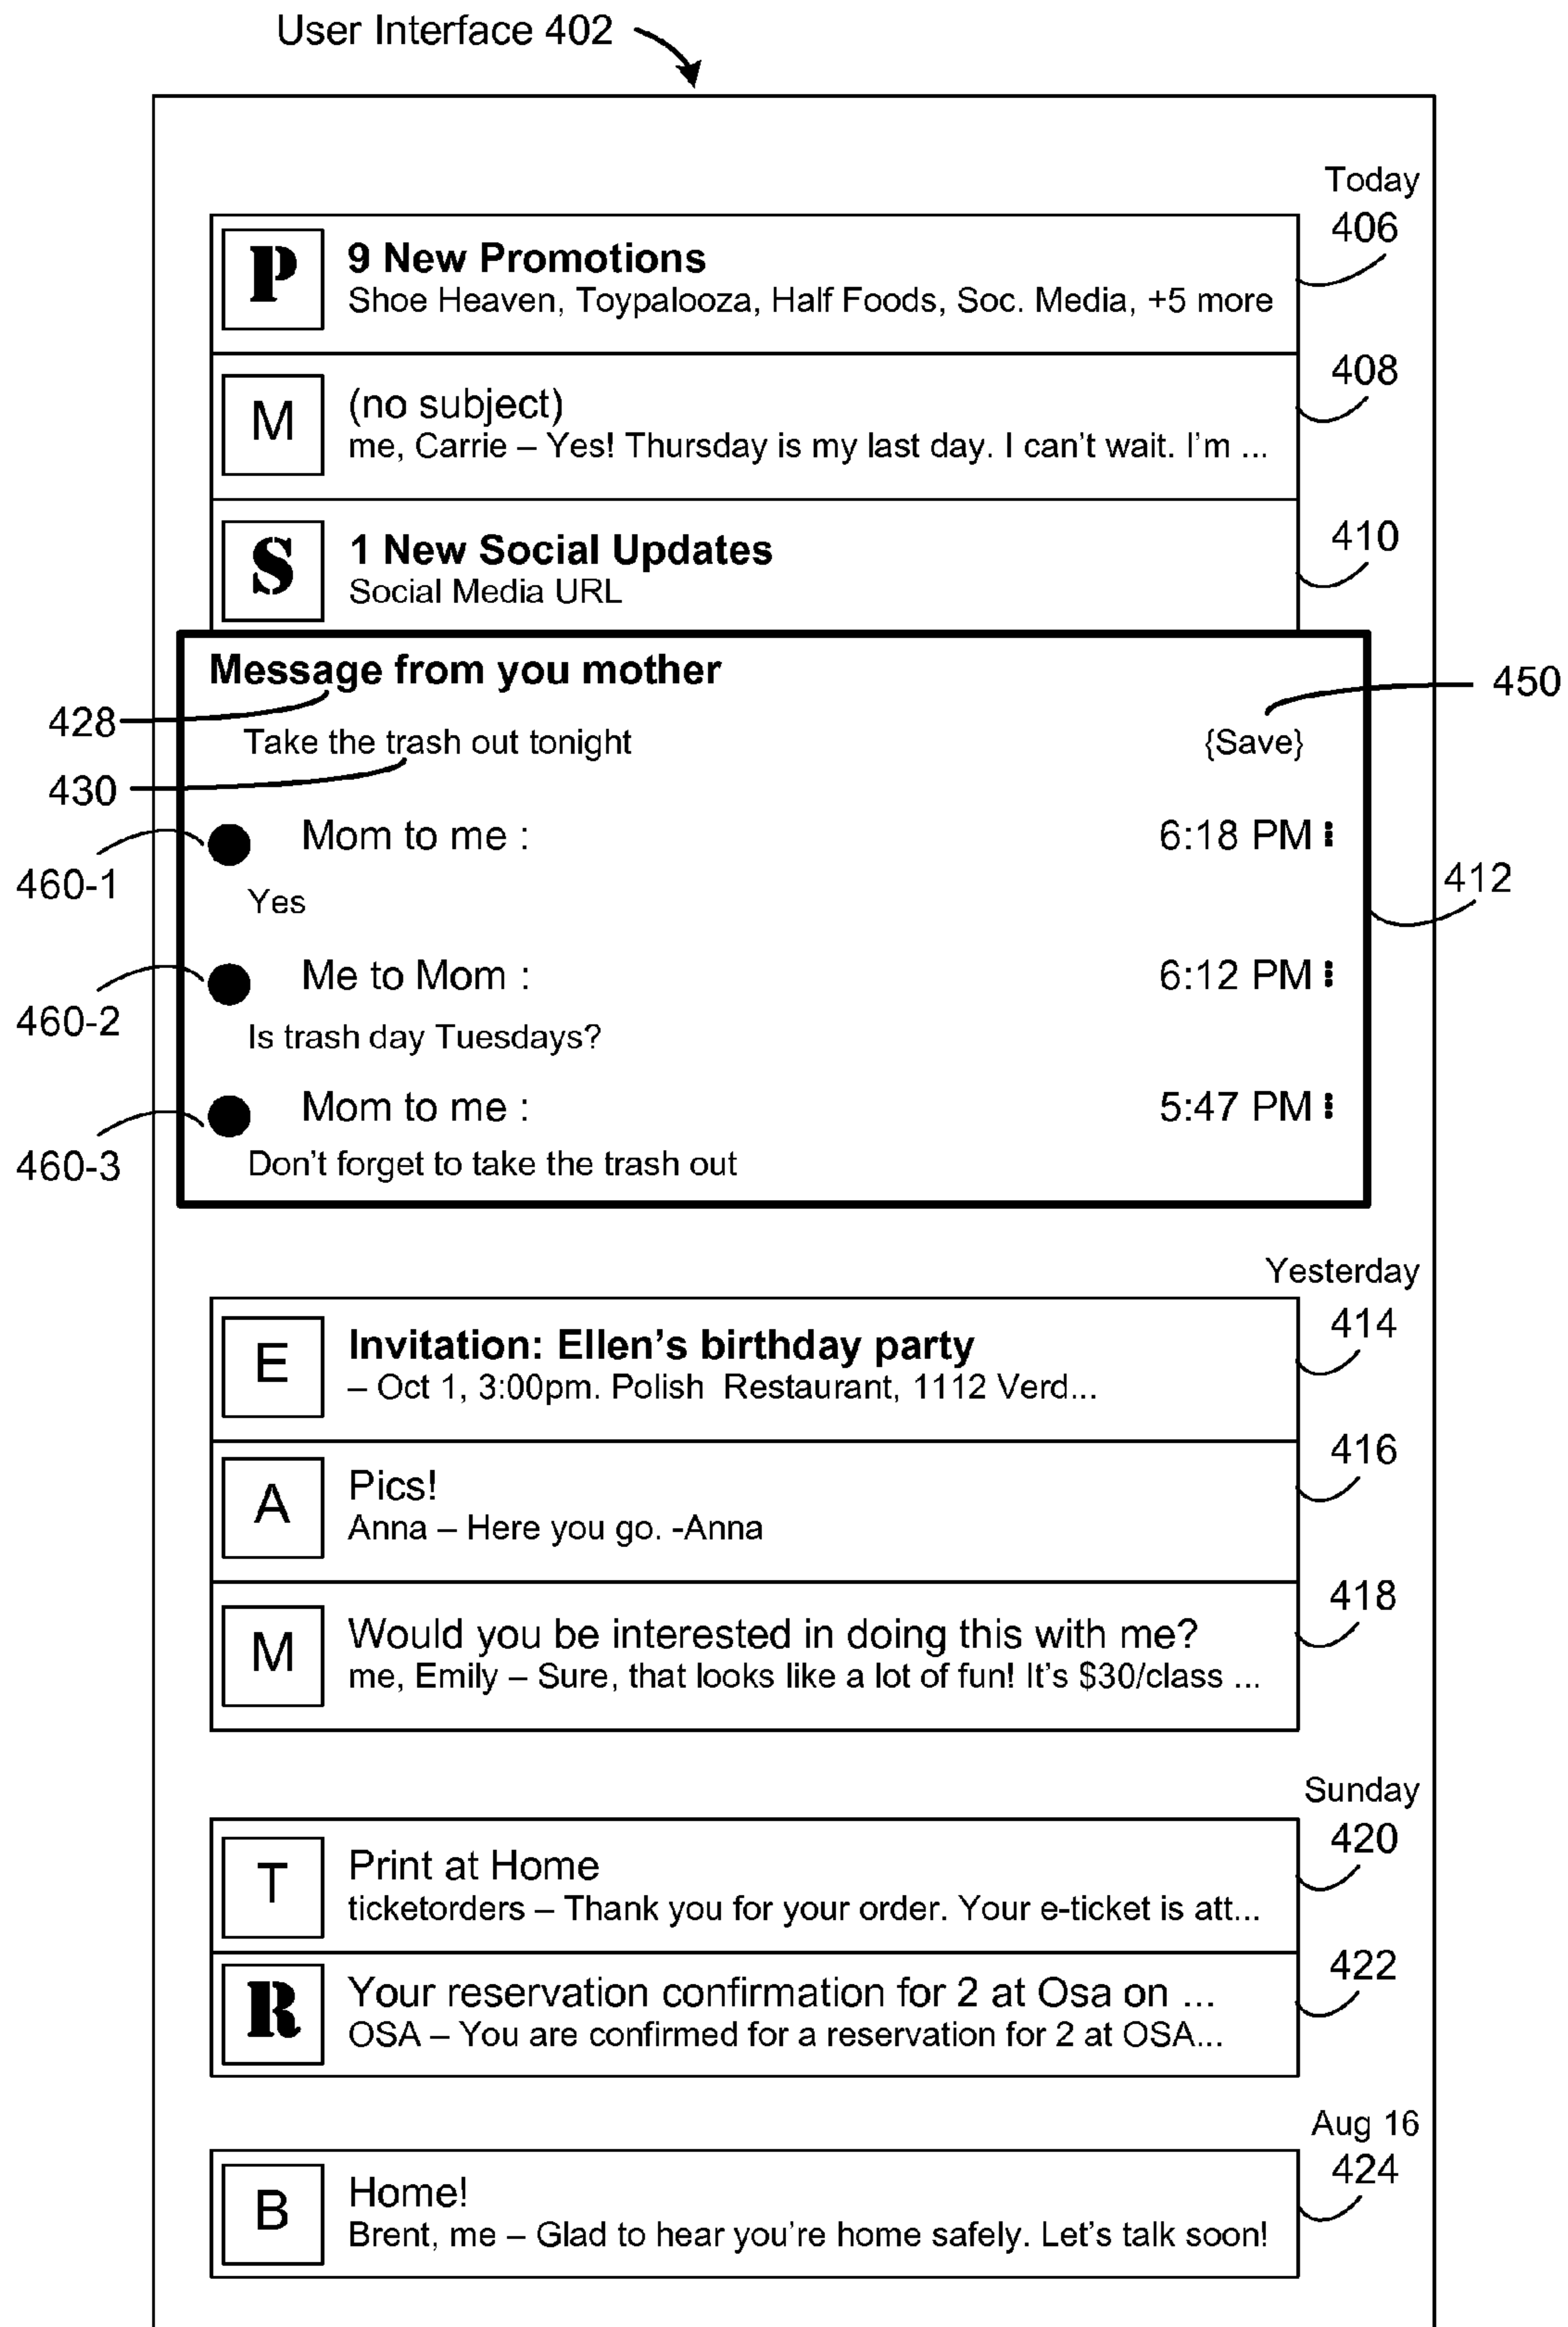 User Interface 402
Today
406
P
9 New Promotions
Shoe Heaven, Toypalooza, Half Foods, Soc. Media, +5 more
408
M
(no subject)
me, Carrie – Yes! Thursday is my last day. I can't wait. I'm ...
410
S
1 New Social Updates
Social Media URL
Message from you mother
450
428
Take the trash out tonight
{Save}
430
Mom to me :
6:18 PM
460-1
412
Yes
Me to Mom :
6:12 PM
460-2
Is trash day Tuesdays?
Mom to me :
5:47 PM
460-3
Don't forget to take the trash out
Yesterday
414
E
Invitation: Ellen's birthday party
– Oct 1, 3:00pm. Polish Restaurant, 1112 Verd...
416
A
Pics!
Anna – Here you go. -Anna
418
M
Would you be interested in doing this with me?
me, Emily – Sure, that looks like a lot of fun! It's $30/class ...
Sunday
420
T
Print at Home
ticketorders – Thank you for your order. Your e-ticket is att...
422
R
Your reservation confirmation for 2 at Osa on ...
OSA – You are confirmed for a reservation for 2 at OSA...
Aug 16
424
B
Home!
Brent, me – Glad to hear you're home safely. Let's talk soon!